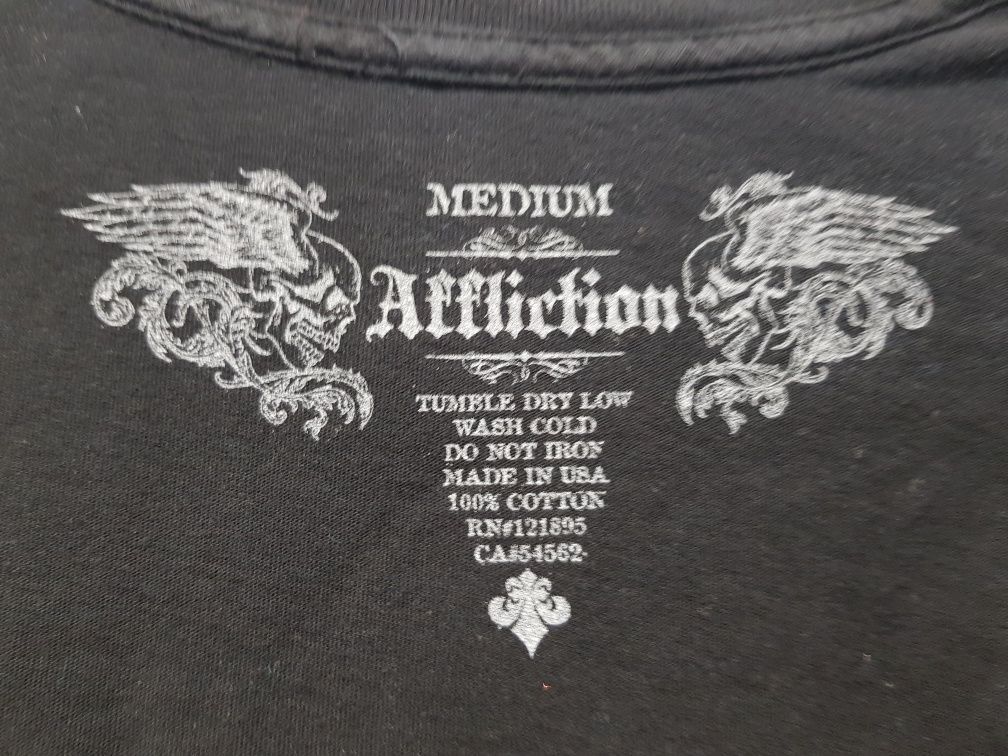 MEDIUM
Affliction
TUMBLE DRY LOW
WASH COLD
DO NOT IRON
MADE IN USA
100% COTTON
RN#121895
CA#54562